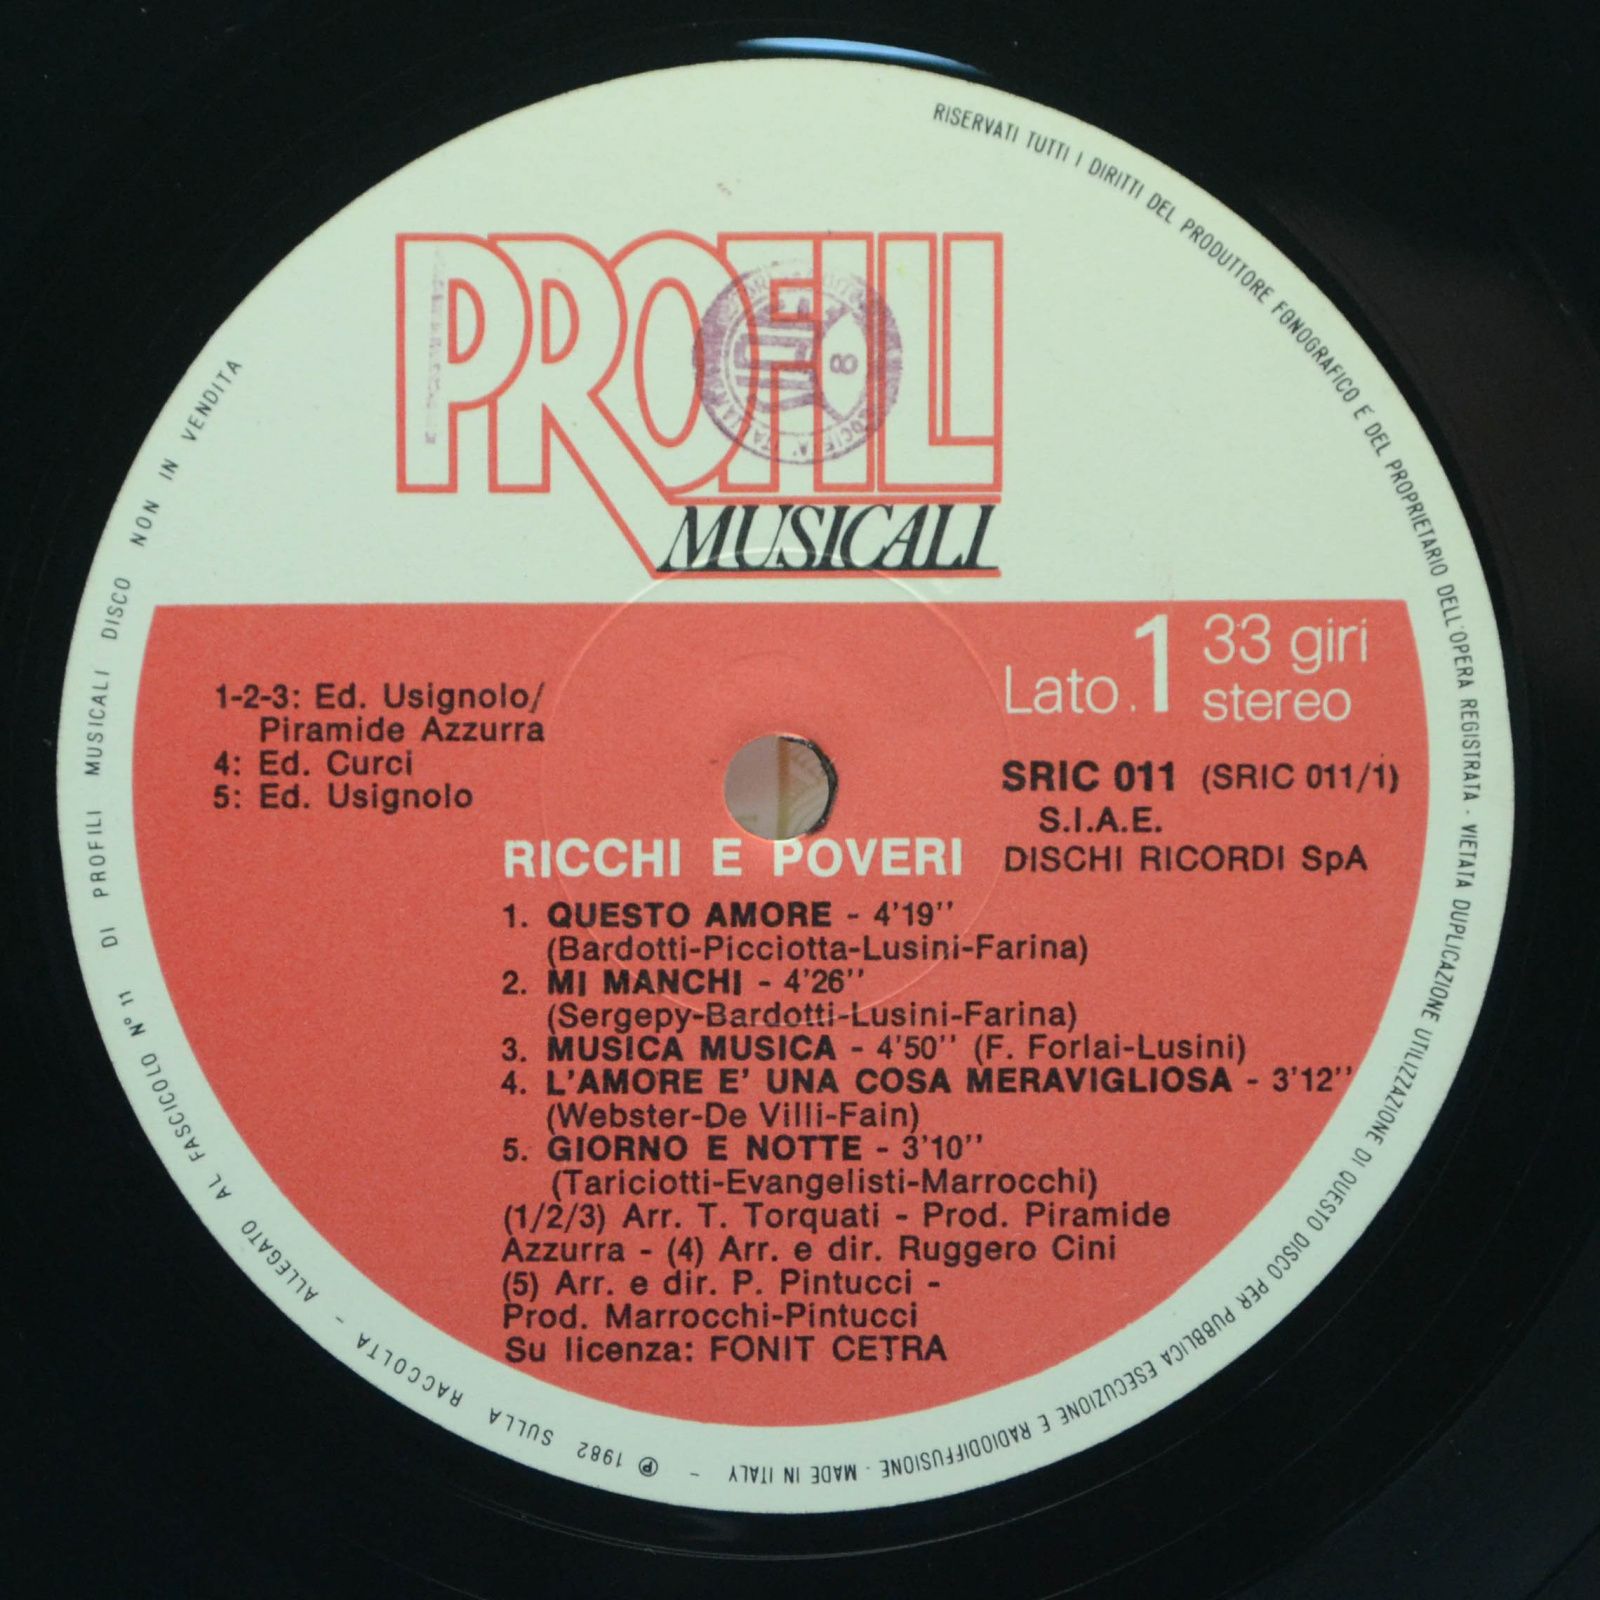 RISERVATI TUTTI I DIRITTI DEL PRODUTTORE FONOGRAFICO E DEL PROPRIETARIO DELL'OPERA REGISTRATA - VIETATA DUPLICAZIONE UTILIZZAZIONE DI QUESTO DISCO PER PUBBLICA ESECUZIONE E RADIODIFFUSIONE - MADE IN ITALY -
℗ 1982 SULLA RACCOLTA - ALLEGATO AL FASCICOLO N° 11 DI PROFILI MUSICALI DISCO NON IN VENDITA
PROFILI
MUSICALI
Lato.1
33 giri
stereo
1-2-3: Ed. Usignolo/
Piramide Azzurra
4: Ed. Curci
5: Ed. Usignolo
SRIC 011 (SRIC 011/1)
S.I.A.E.
DISCHI RICORDI SpA
RICCHI E POVERI
1. QUESTO AMORE - 4'19''
(Bardotti-Picciotta-Lusini-Farina)
2. MI MANCHI - 4'26''
(Sergepy-Bardotti-Lusini-Farina)
3. MUSICA MUSICA - 4'50'' (F. Forlai-Lusini)
4. L'AMORE E' UNA COSA MERAVIGLIOSA - 3'12''
(Webster-De Villi-Fain)
5. GIORNO E NOTTE - 3'10''
(Tariciotti-Evangelisti-Marrocchi)
(1/2/3) Arr. T. Torquati - Prod. Piramide
Azzurra - (4) Arr. e dir. Ruggero Cini
(5) Arr. e dir. P. Pintucci -
Prod. Marrocchi-Pintucci
Su licenza: FONIT CETRA